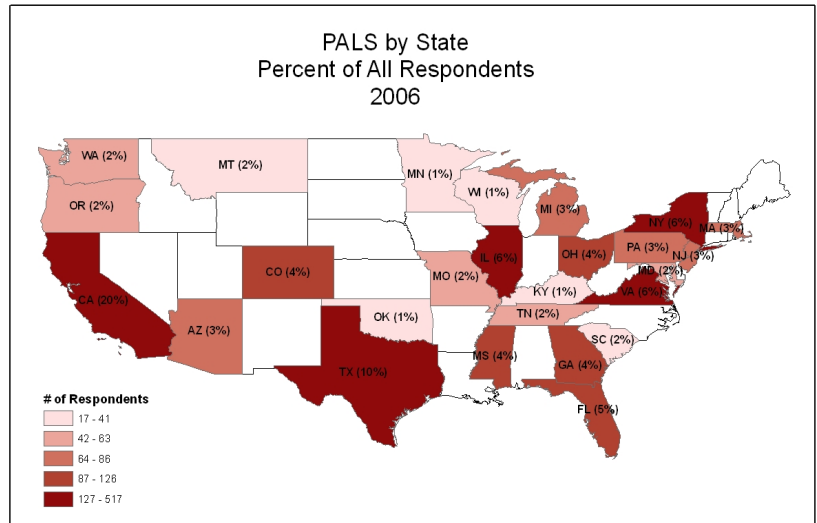 PALS by State
Percent of All Respondents
2006
WA (2%)
MT (2%)
MN (1%)
OR (2%)
WI (1%)
MI (3%)
NY (6%)
MA (3%)
CA (20%)
CO (4%)
MO (2%)
IL (6%)
OH (4%)
PA (3%)
NJ (3%)
MD (2%)
VA (6%)
KY (1%)
AZ (3%)
OK (1%)
TN (2%)
SC (2%)
TX (10%)
MS (4%)
GA (4%)
FL (5%)
# of Respondents
17 - 41
42 - 63
64 - 86
87 - 126
127 - 517